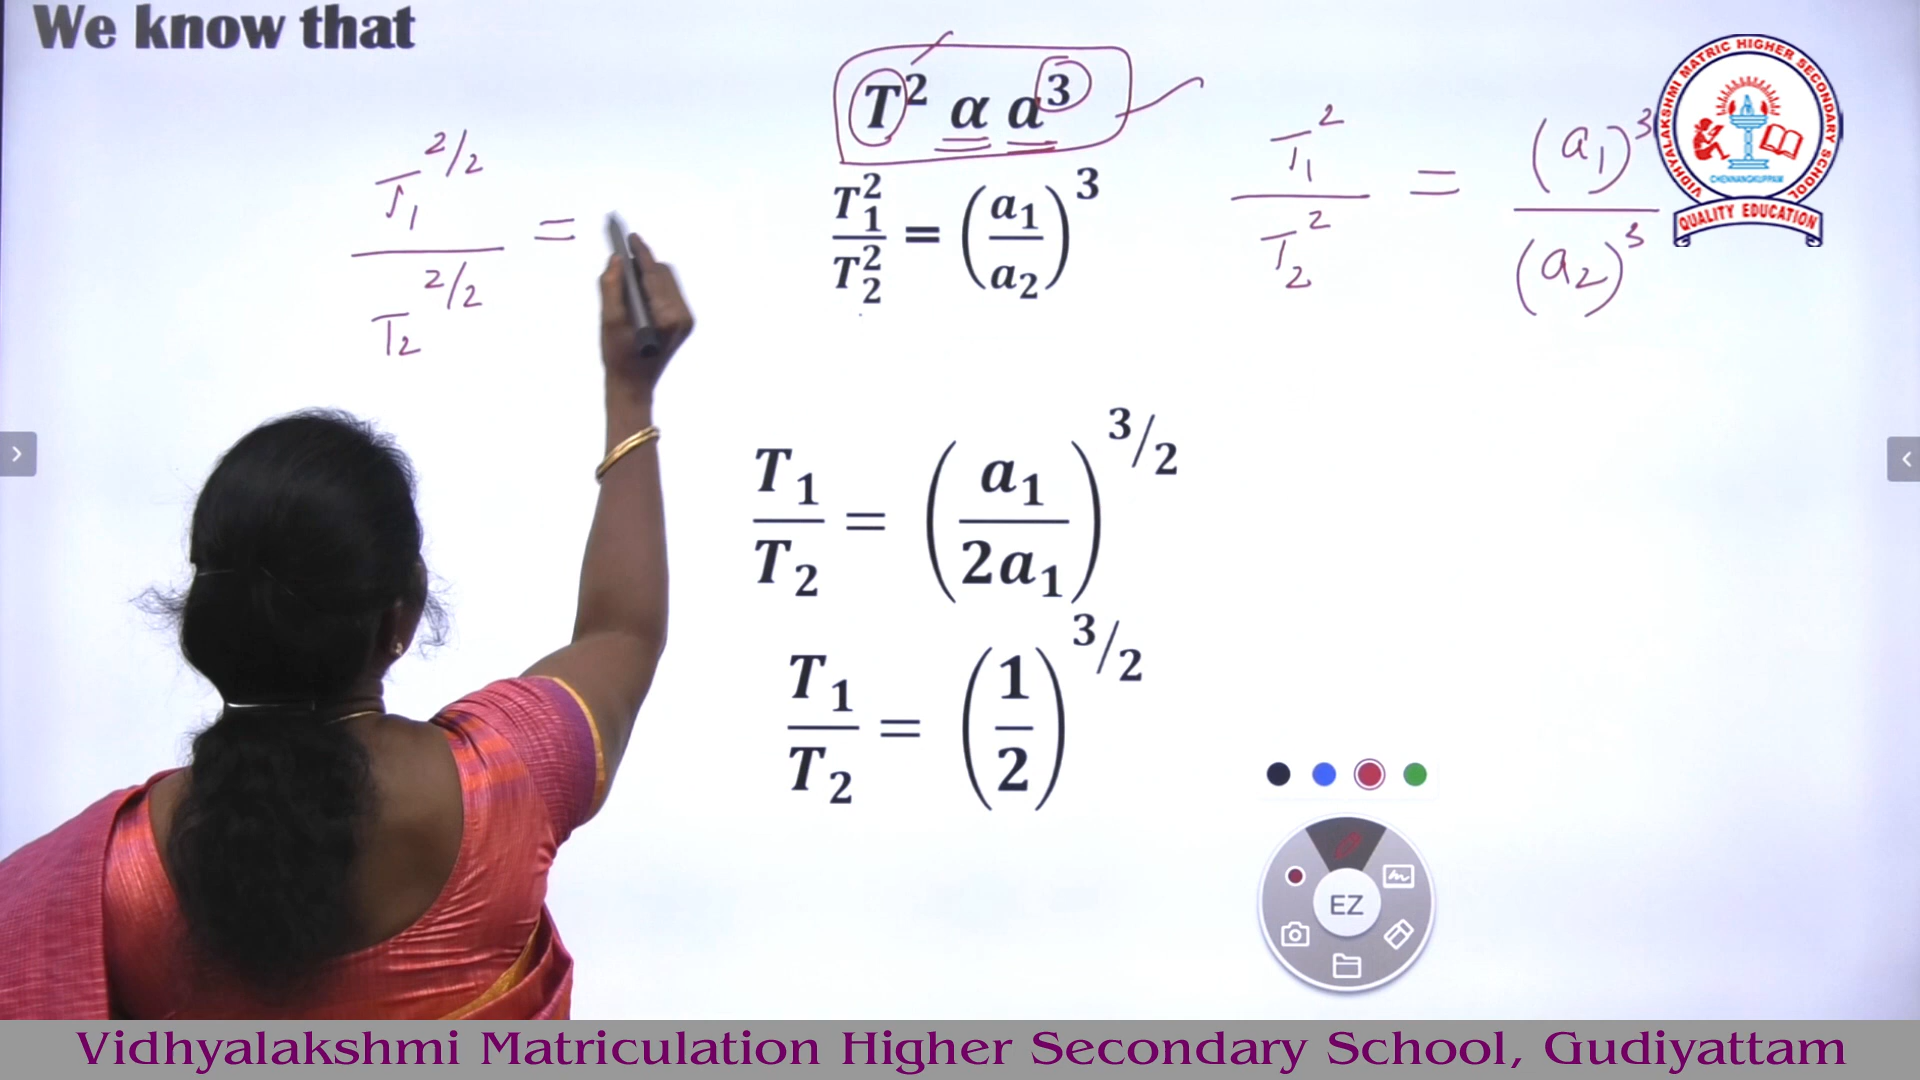 We know that
T² α a³
T₁²/T₂² = (a₁/a₂)³
T₁/T₂ = (a₁/2a₁)^3/2
T₁/T₂ = (1/2)^3/2
T₁^2/2 / T₂^2/2 =
T₁²/T₂² = (a₁)³/(a₂)³
VIDHYALAKSHMI MATRIC HIGHER SECONDARY SCHOOL
CHENNANGKUPPAM
QUALITY EDUCATION
EZ
Vidhyalakshmi Matriculation Higher Secondary School, Gudiyattam